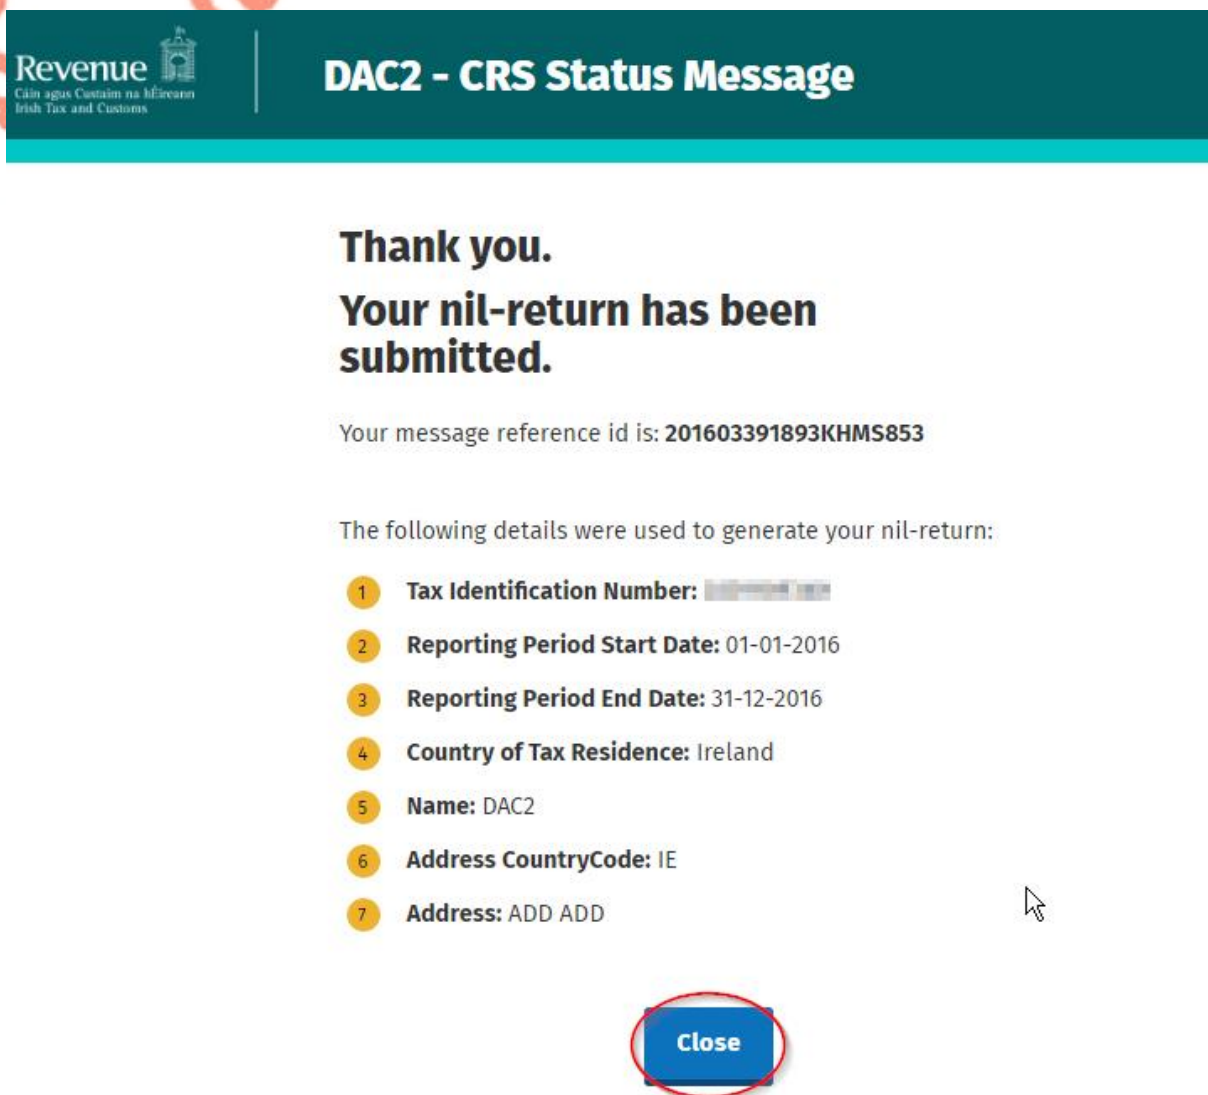 Revenue
Cáin agus Custaim na hÉireann
Irish Tax and Customs
DAC2 - CRS Status Message
Thank you.
Your nil-return has been
submitted.
Your message reference id is: 201603391893KHMS853
The following details were used to generate your nil-return:
1 Tax Identification Number:
2 Reporting Period Start Date: 01-01-2016
3 Reporting Period End Date: 31-12-2016
4 Country of Tax Residence: Ireland
5 Name: DAC2
6 Address CountryCode: IE
7 Address: ADD ADD
Close